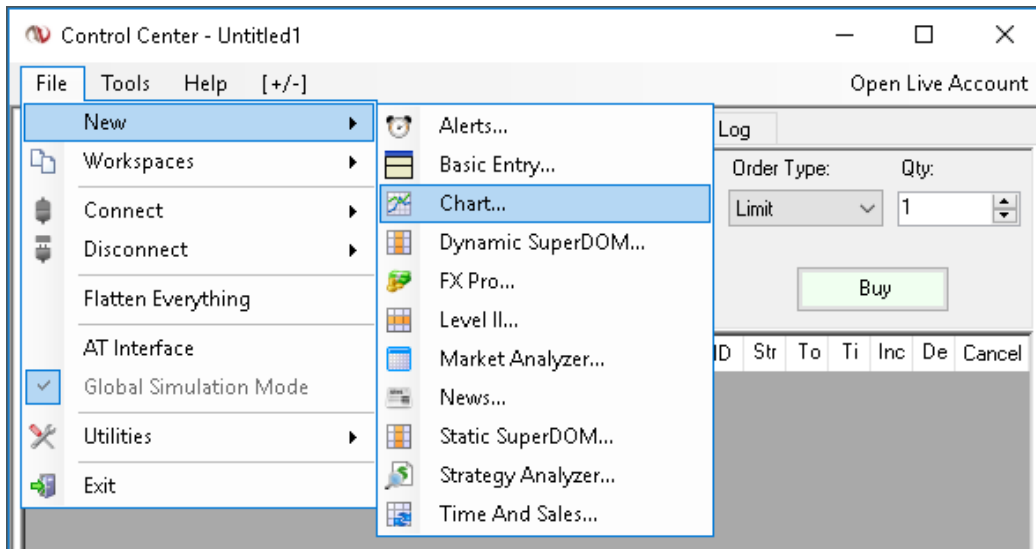 Control Center - Untitled1
File Tools Help [+/-] Open Live Account
New
Workspaces
Connect
Disconnect
Flatten Everything
AT Interface
Global Simulation Mode
Utilities
Exit
Alerts...
Basic Entry...
Chart...
Dynamic SuperDOM...
FX Pro...
Level II...
Market Analyzer...
News...
Static SuperDOM...
Strategy Analyzer...
Time And Sales...
Log
Order Type: Qty:
Limit 1
Buy
Str To Ti Inc De Cancel